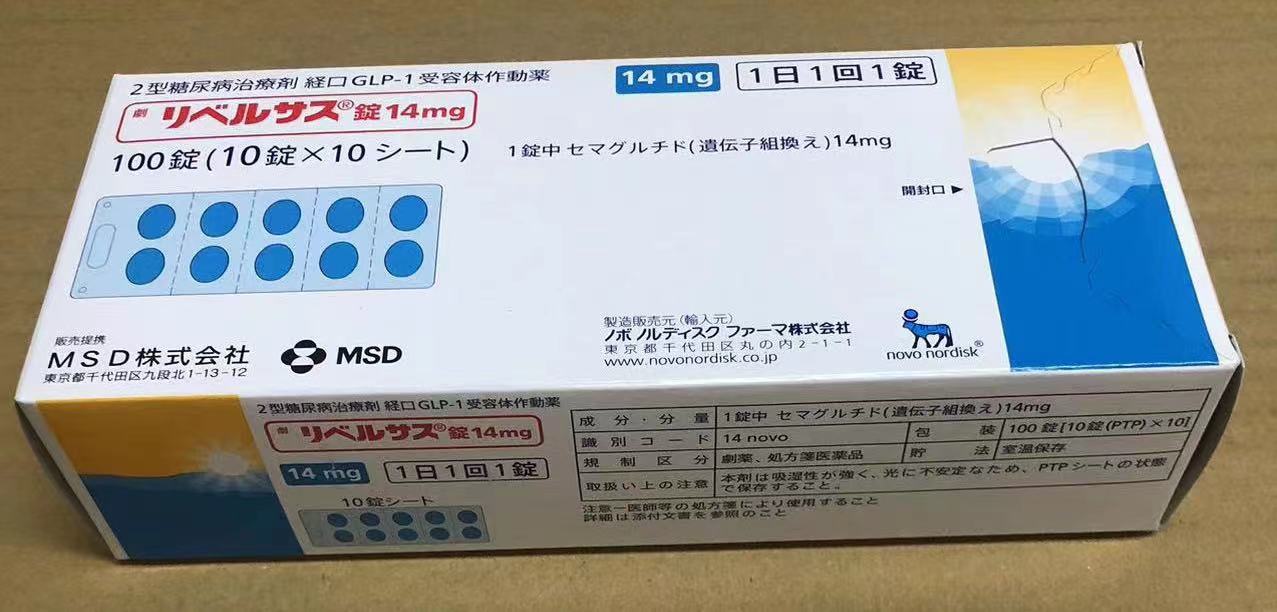 2型糖尿病治療剤 経口GLP-1受容体作動薬
14 mg
1日1回1錠
劇 リベルサス®錠14mg
100錠(10錠×10シート)
1錠中 セマグルチド(遺伝子組換え)14mg
開封口▶
販売提携
MSD株式会社
東京都千代田区九段北1-13-12
MSD
製造販売元(輸入元)
ノボ ノルディスク ファーマ株式会社
東京都千代田区丸の内2-1-1
www.novonordisk.co.jp
novo nordisk®
2型糖尿病治療剤 経口GLP-1受容体作動薬
劇 リベルサス®錠14mg
14 mg
1日1回1錠
10錠シート
成分・分量 1錠中 セマグルチド(遺伝子組換え)14mg
識別コード 14 novo 包装 100錠[10錠(PTP)×10]
規制区分 劇薬、処方箋医薬品 貯法 室温保存
取扱い上の注意 本剤は吸湿性が強く、光に不安定なため、PTPシートの状態
で保存すること。
注意ー医師等の処方箋により使用すること
詳細は添付文書を参照のこと